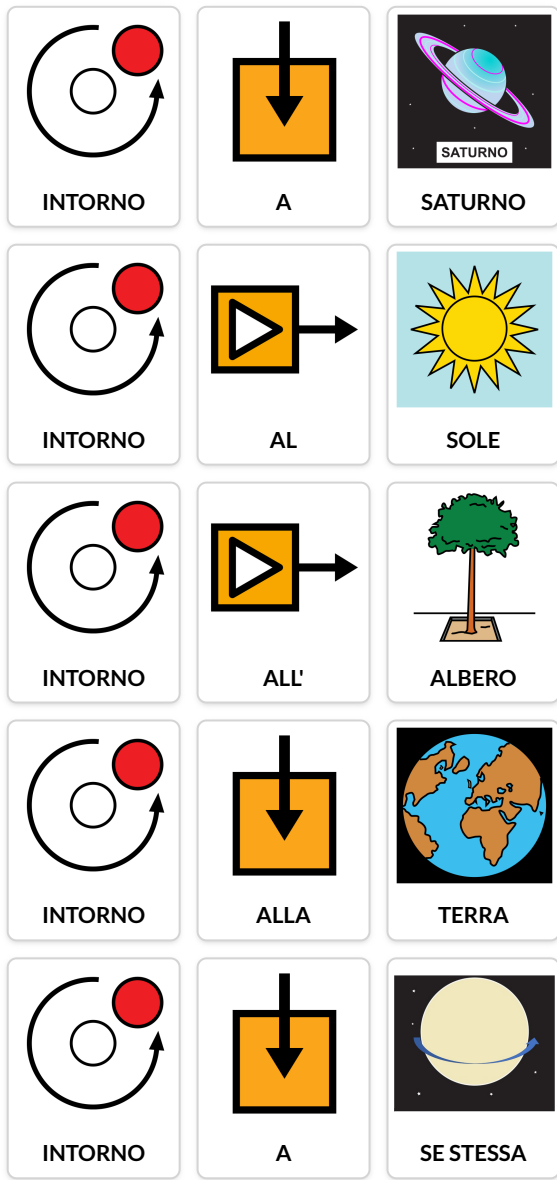 SATURNO
INTORNO A SATURNO
INTORNO AL SOLE
INTORNO ALL' ALBERO
INTORNO ALLA TERRA
INTORNO A SE STESSA